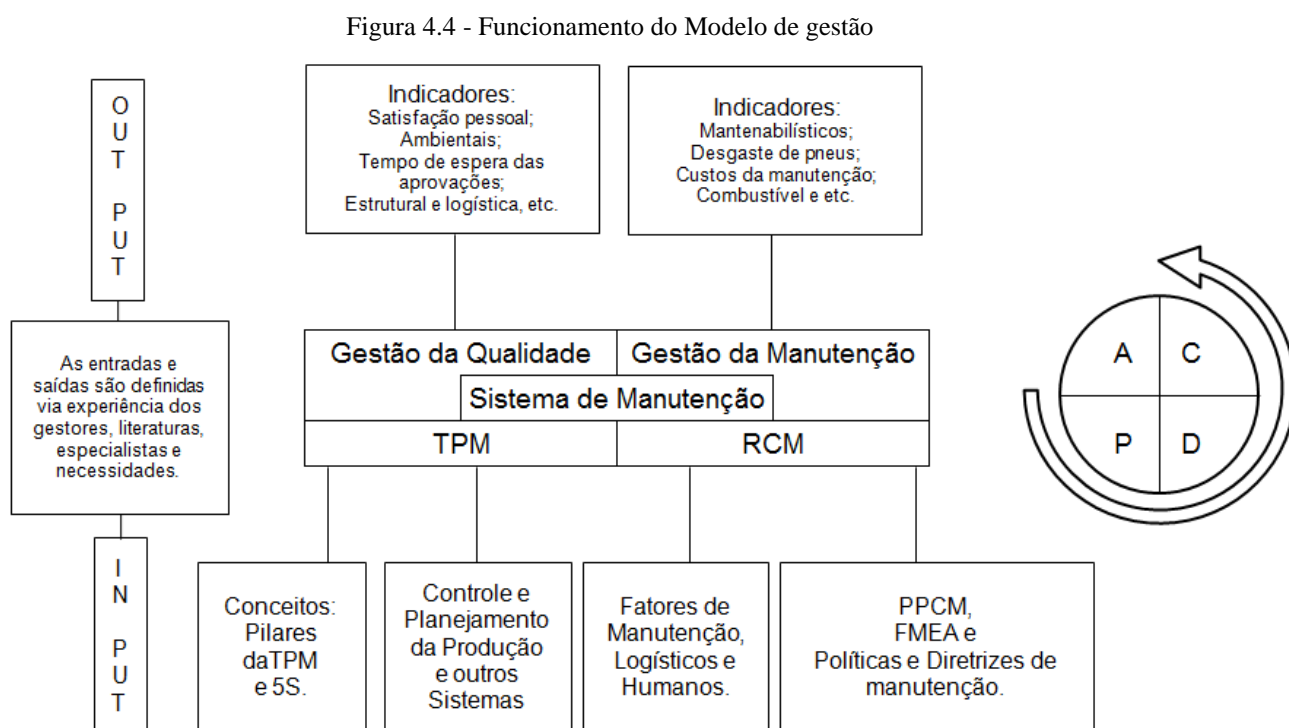 Figura 4.4 - Funcionamento do Modelo de gestão
O
U
T
P
U
T
Indicadores:
Satisfação pessoal;
Ambientais;
Tempo de espera das
aprovações;
Estrutural e logística, etc.
Indicadores:
Mantenabilísticos;
Desgaste de pneus;
Custos da manutenção;
Combustível e etc.
As entradas e
saídas são definidas
via experiência dos
gestores, literaturas,
especialistas e
necessidades.
Gestão da Qualidade
Gestão da Manutenção
Sistema de Manutenção
TPM
RCM
A
C
P
D
I
N
P
U
T
Conceitos:
Pilares
daTPM
e 5S.
Controle e
Planejamento
da Produção
e outros
Sistemas
Fatores de
Manutenção,
Logísticos e
Humanos.
PPCM,
FMEA e
Políticas e Diretrizes de
manutenção.